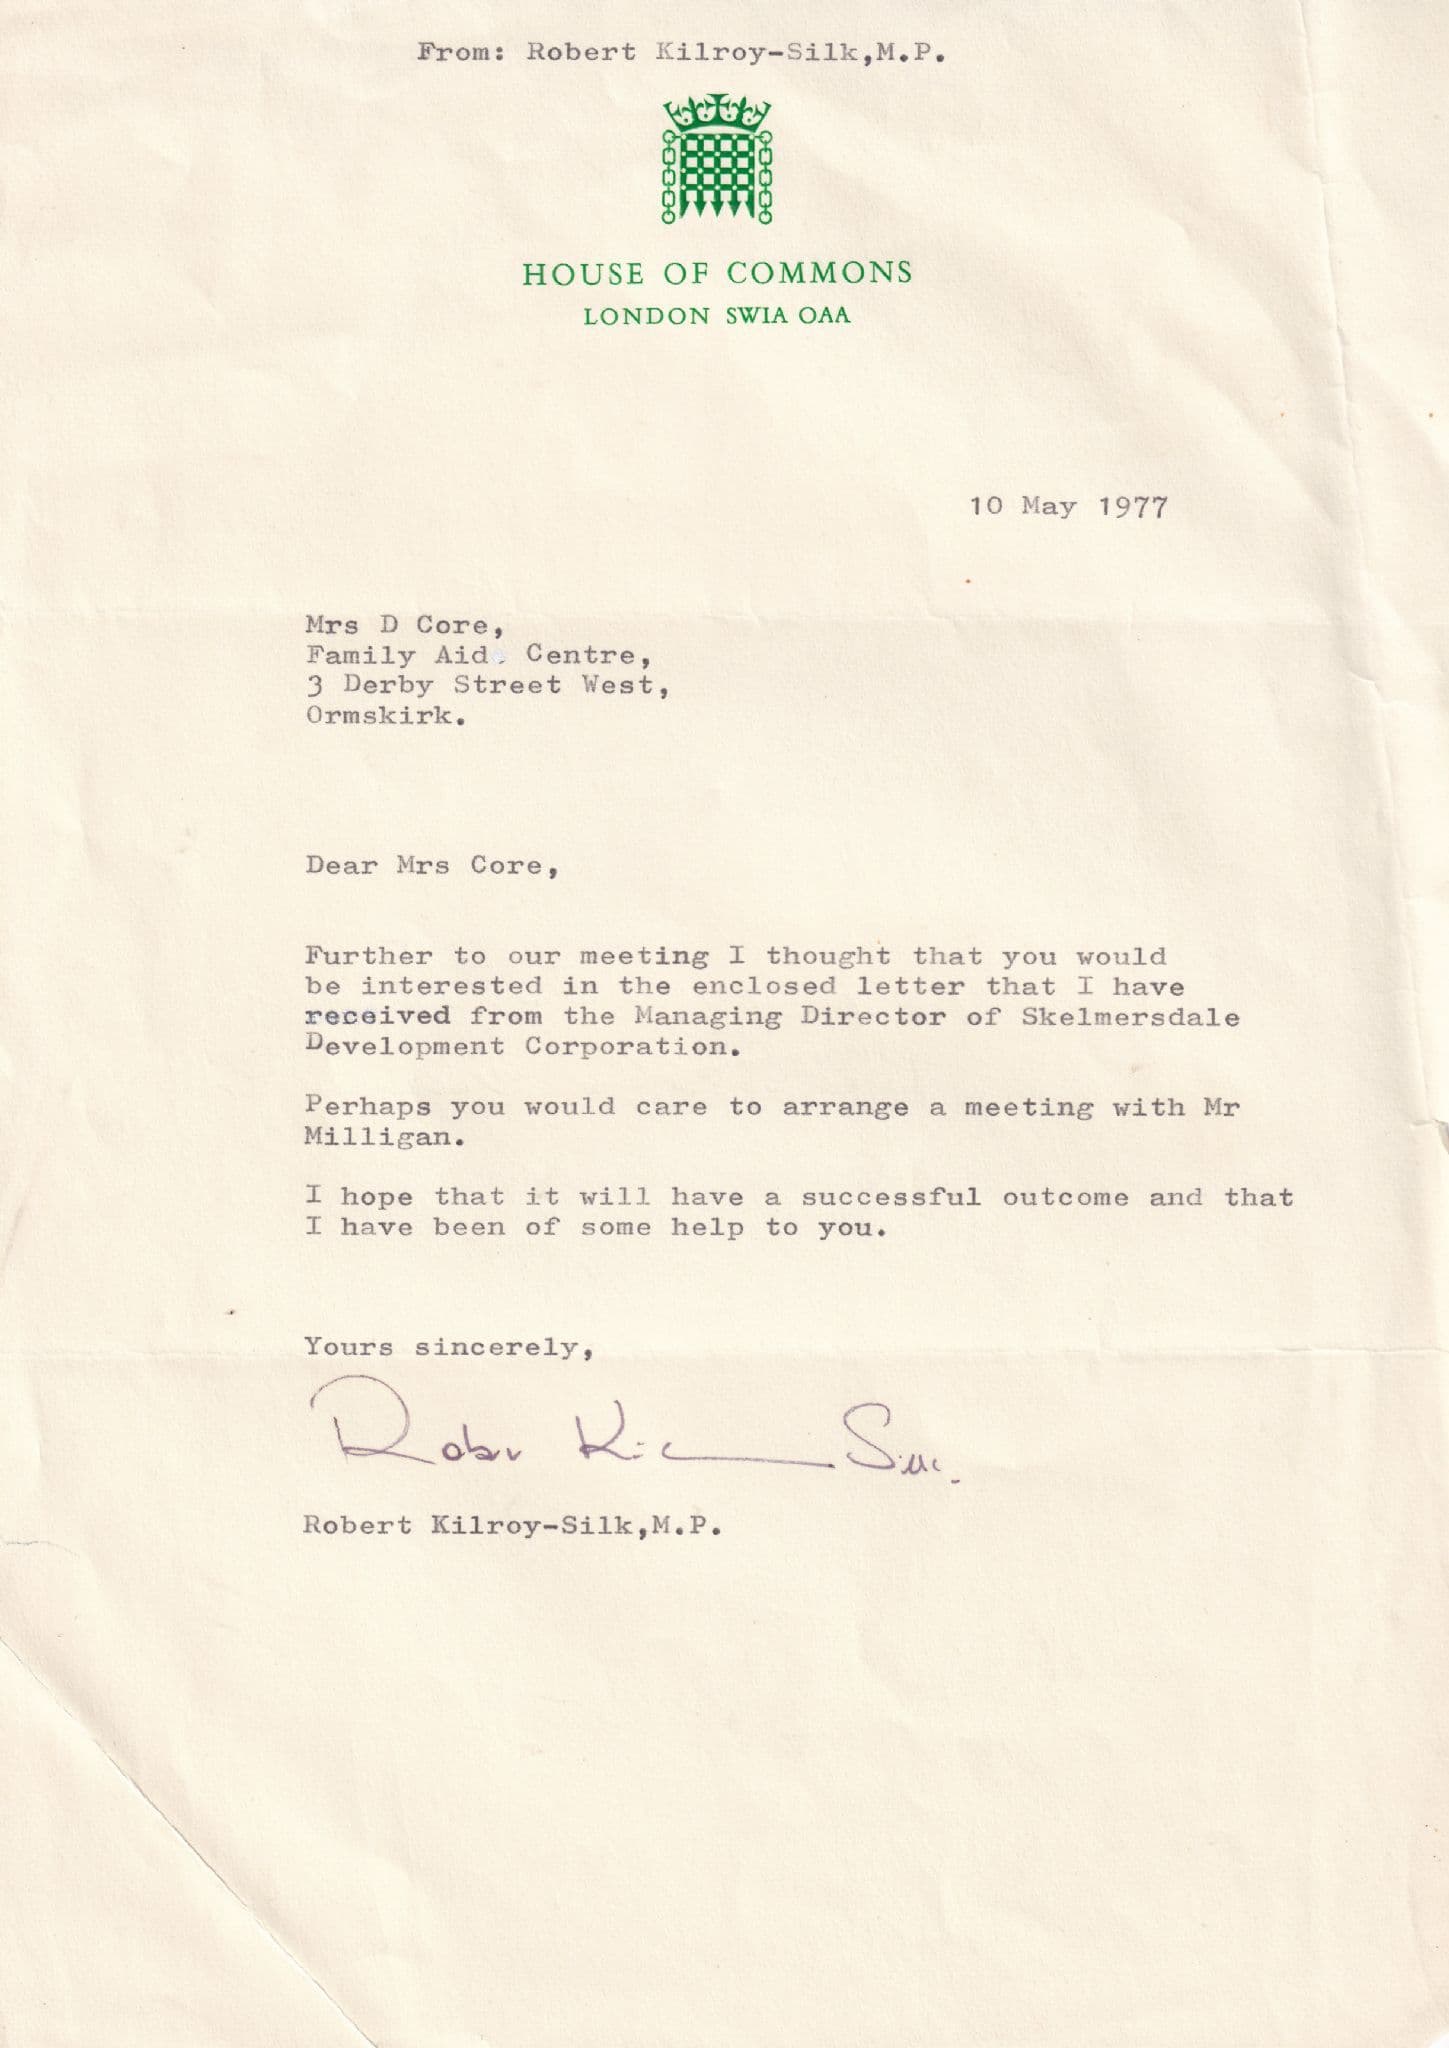 From: Robert Kilroy-Silk,M.P.
HOUSE OF COMMONS
LONDON SW1A 0AA
10 May 1977
Mrs D Core,
Family Aid Centre,
3 Derby Street West,
Ormskirk.
Dear Mrs Core,
Further to our meeting I thought that you would
be interested in the enclosed letter that I have
received from the Managing Director of Skelmersdale
Development Corporation.
Perhaps you would care to arrange a meeting with Mr
Milligan.
I hope that it will have a successful outcome and that
I have been of some help to you.
Yours sincerely,
Robert Kilroy-Silk,M.P.